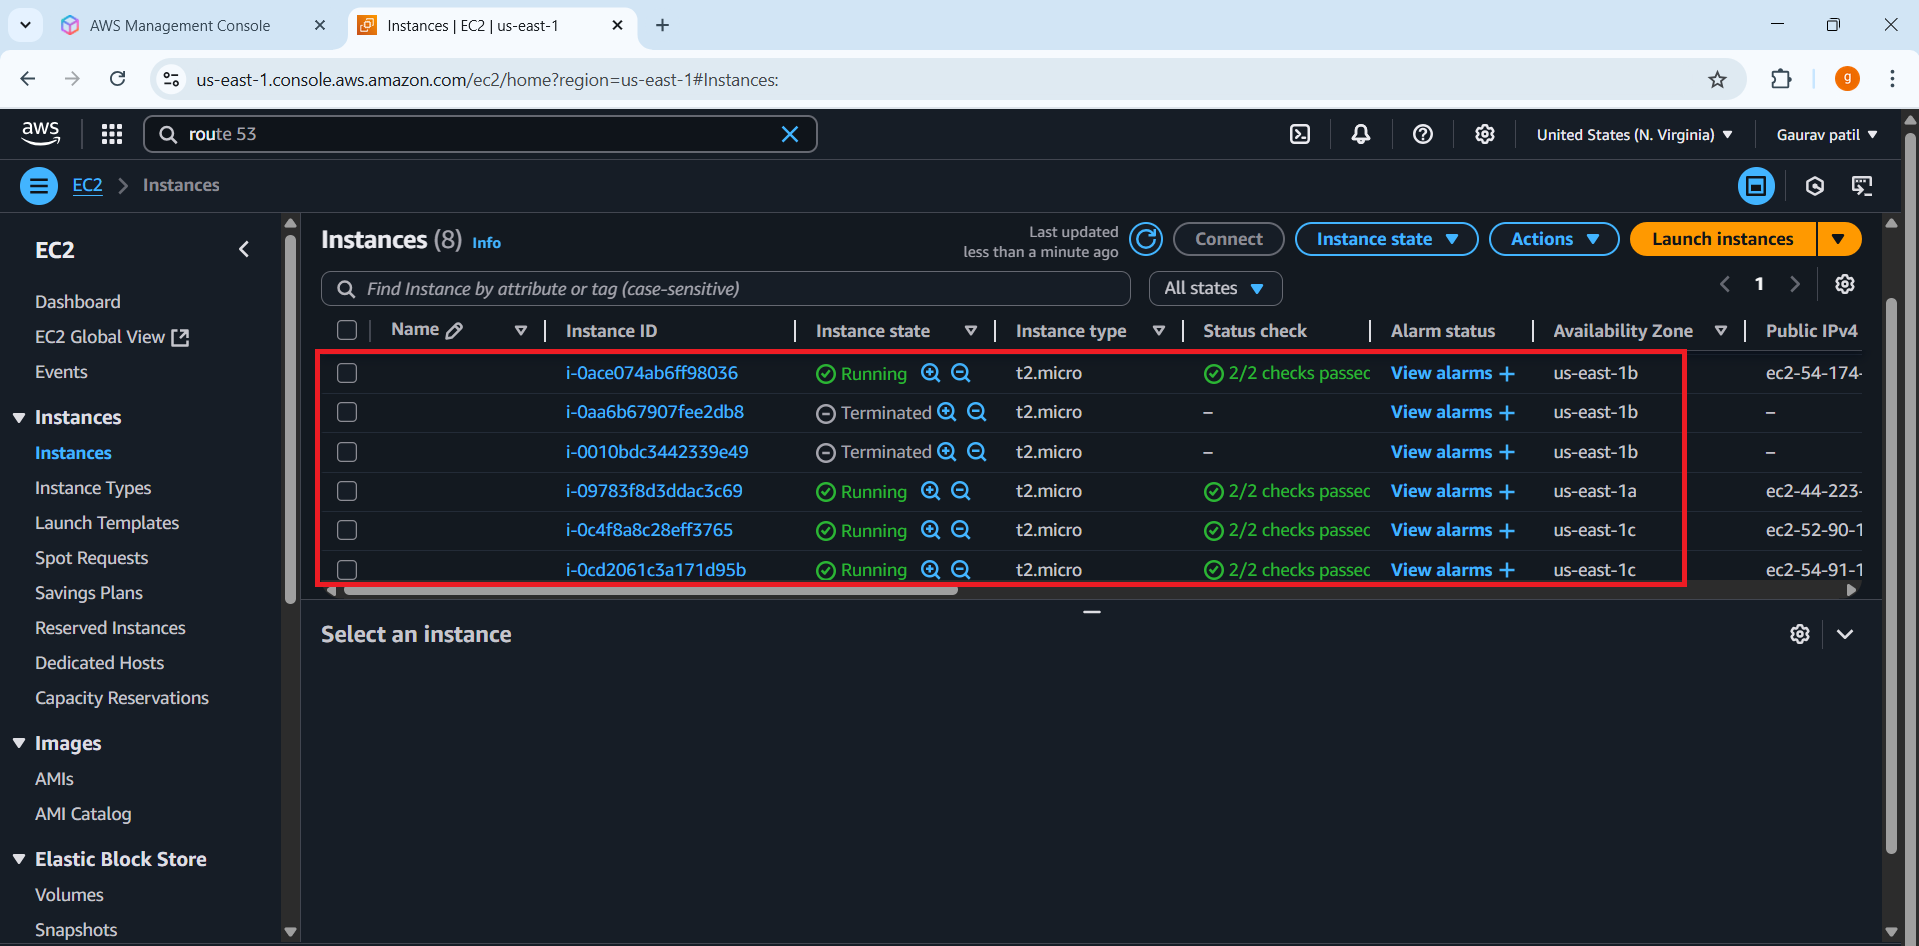 AWS Management Console
Instances | EC2 | us-east-1
us-east-1.console.aws.amazon.com/ec2/home?region=us-east-1#Instances:
g
aws
route 53
United States (N. Virginia)
Gaurav patil
EC2 Instances
EC2
Dashboard
EC2 Global View
Events
Instances
Instances
Instance Types
Launch Templates
Spot Requests
Savings Plans
Reserved Instances
Dedicated Hosts
Capacity Reservations
Images
AMIs
AMI Catalog
Elastic Block Store
Volumes
Snapshots
Instances (8) Info
Last updated
less than a minute ago
Connect
Instance state
Actions
Launch instances
Find Instance by attribute or tag (case-sensitive)
All states
1
Name Instance ID Instance state Instance type Status check Alarm status Availability Zone Public IPv4
i-0ace074ab6ff98036 Running t2.micro 2/2 checks passec View alarms + us-east-1b ec2-54-174-
i-0aa6b67907fee2db8 Terminated t2.micro – View alarms + us-east-1b –
i-0010bdc3442339e49 Terminated t2.micro – View alarms + us-east-1b –
i-09783f8d3ddac3c69 Running t2.micro 2/2 checks passec View alarms + us-east-1a ec2-44-223-
i-0c4f8a8c28eff3765 Running t2.micro 2/2 checks passec View alarms + us-east-1c ec2-52-90-1
i-0cd2061c3a171d95b Running t2.micro 2/2 checks passec View alarms + us-east-1c ec2-54-91-1
Select an instance